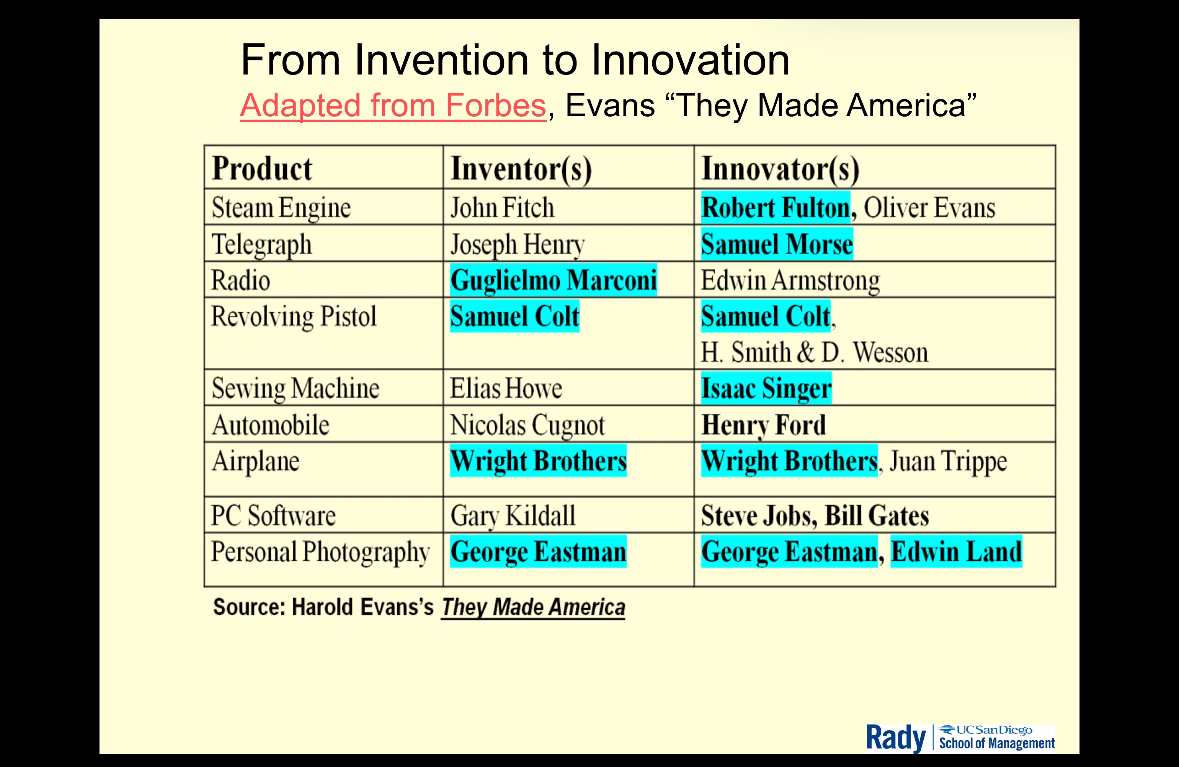 From Invention to Innovation
Adapted from Forbes, Evans “They Made America”
Product Inventor(s) Innovator(s)
Steam Engine John Fitch Robert Fulton, Oliver Evans
Telegraph Joseph Henry Samuel Morse
Radio Guglielmo Marconi Edwin Armstrong
Revolving Pistol Samuel Colt Samuel Colt,
H. Smith & D. Wesson
Sewing Machine Elias Howe Isaac Singer
Automobile Nicolas Cugnot Henry Ford
Airplane Wright Brothers Wright Brothers, Juan Trippe
PC Software Gary Kildall Steve Jobs, Bill Gates
Personal Photography George Eastman George Eastman, Edwin Land
Source: Harold Evans’s They Made America
Rady UC San Diego
School of Management